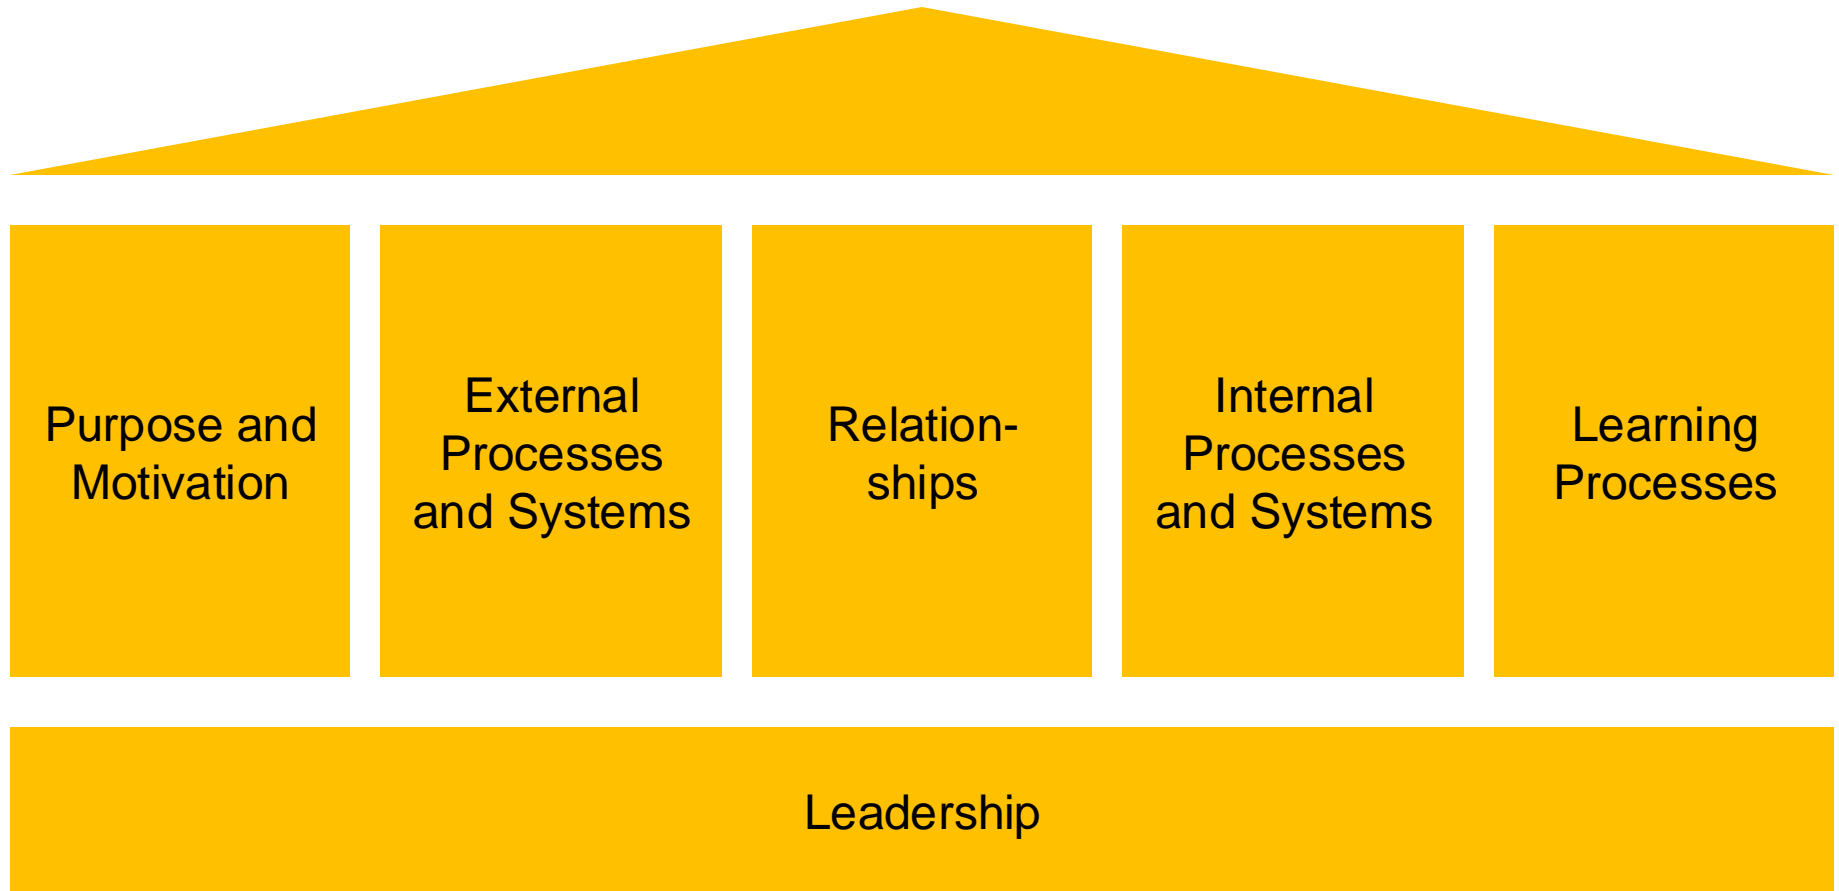 Purpose and
Motivation
External
Processes
and Systems
Relation-
ships
Internal
Processes
and Systems
Learning
Processes
Leadership